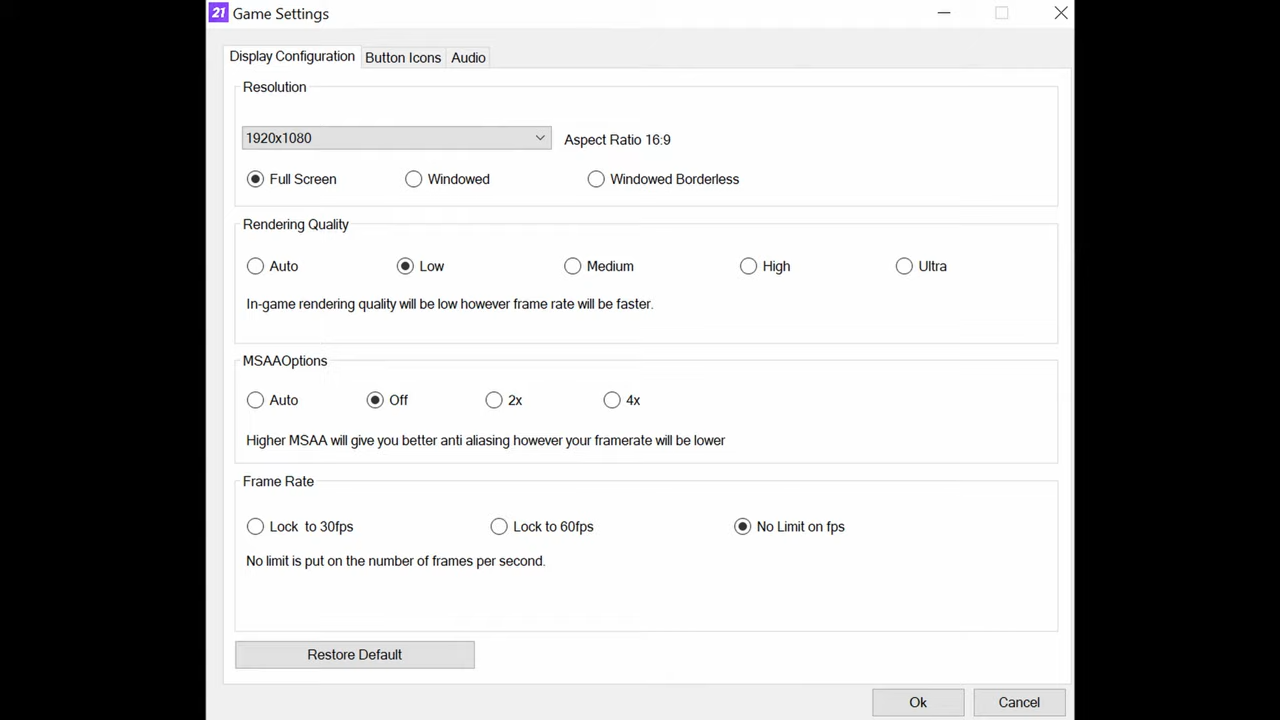 21 Game Settings
Display Configuration Button Icons Audio
Resolution
1920x1080 Aspect Ratio 16:9
Full Screen Windowed Windowed Borderless
Rendering Quality
Auto Low Medium High Ultra
In-game rendering quality will be low however frame rate will be faster.
MSAAOptions
Auto Off 2x 4x
Higher MSAA will give you better anti aliasing however your framerate will be lower
Frame Rate
Lock to 30fps Lock to 60fps No Limit on fps
No limit is put on the number of frames per second.
Restore Default
Ok Cancel